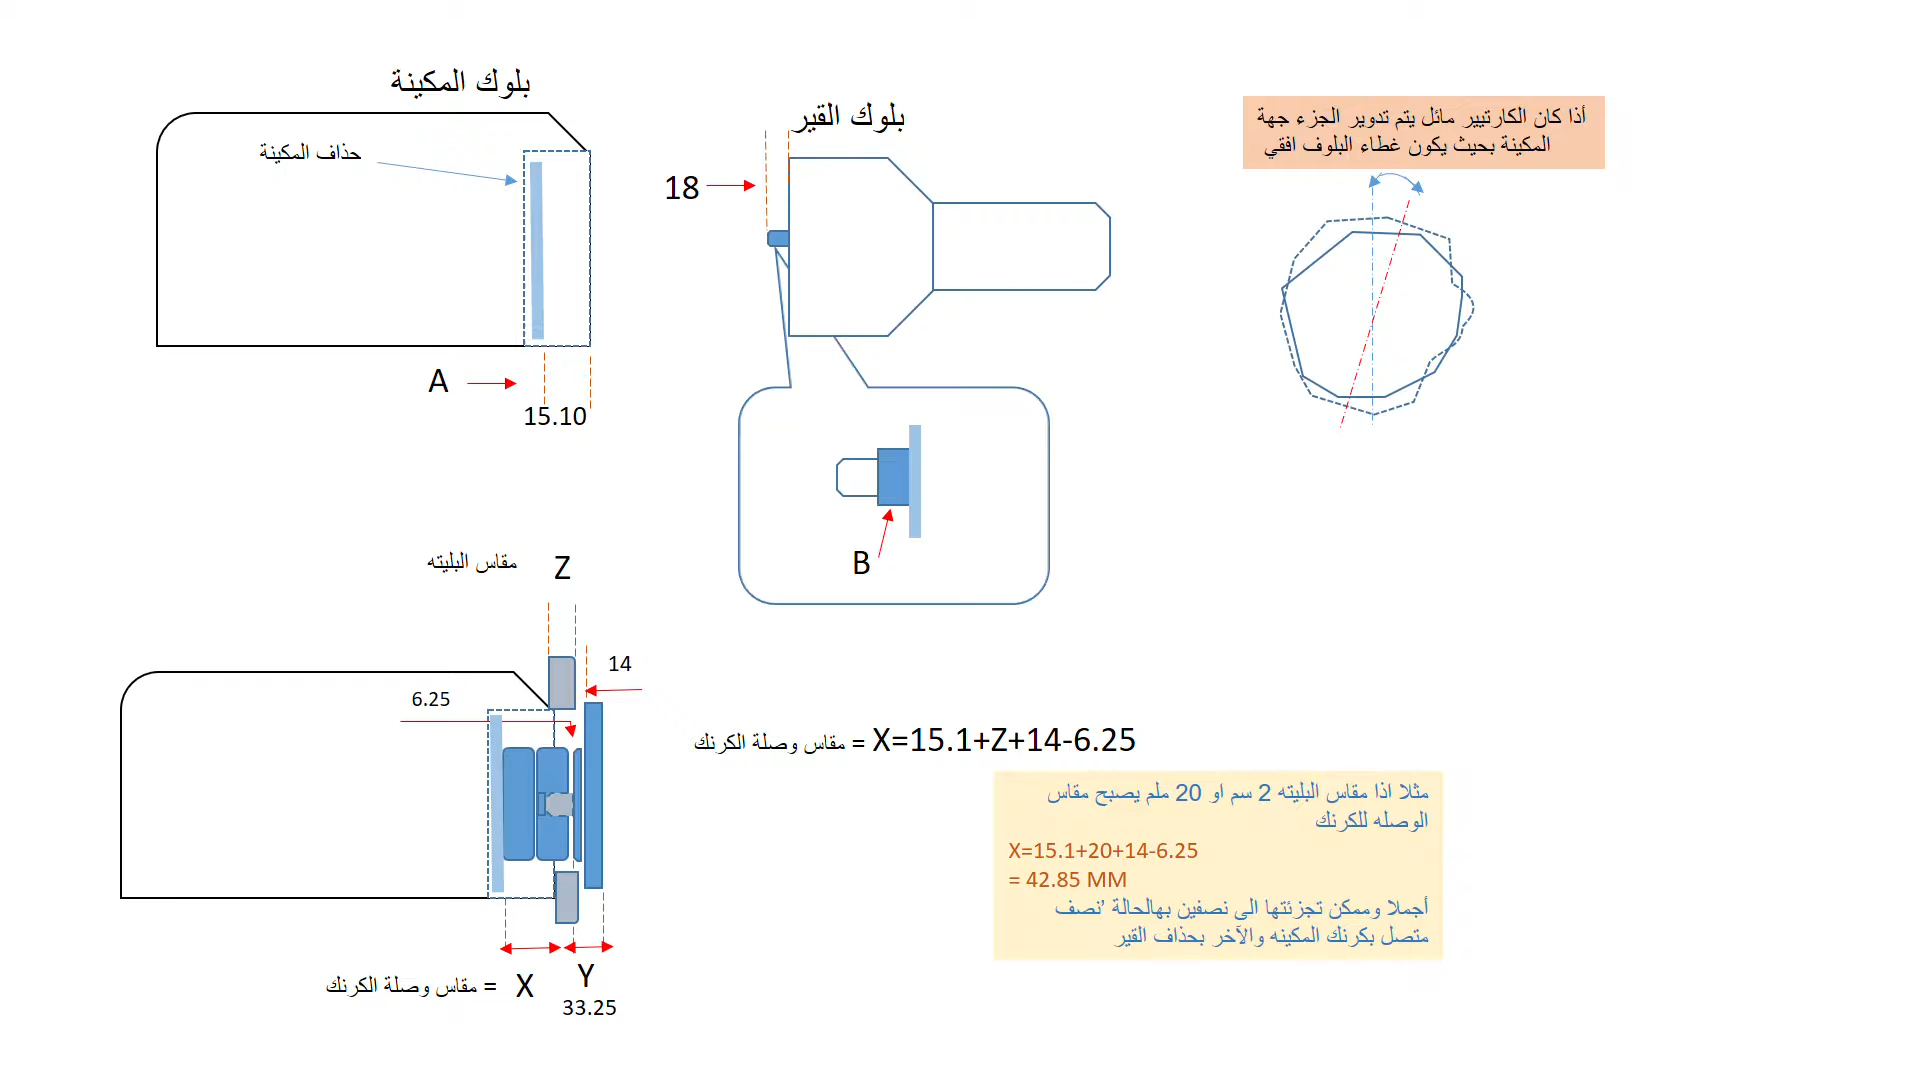 بلوك المكينة
حذاف المكينة
A
15.10
بلوك القير
18
B
أذا كان الكارتيير مائل يتم تدوير الجزء جهة
المكينة بحيث يكون غطاء البلوف افقي
مقاس البليته
Z
14
6.25
مقاس وصلة الكرنك = X=15.1+Z+14-6.25
مثلا اذا مقاس البليته 2 سم او 20 ملم يصبح مقاس
الوصله للكرنك
X=15.1+20+14-6.25
= 42.85 MM
أجملا وممكن تجزئتها الى نصفين بهالحالة ’نصف
متصل بكرنك المكينه والآخر بحذاف القير
مقاس وصلة الكرنك = X
Y
33.25